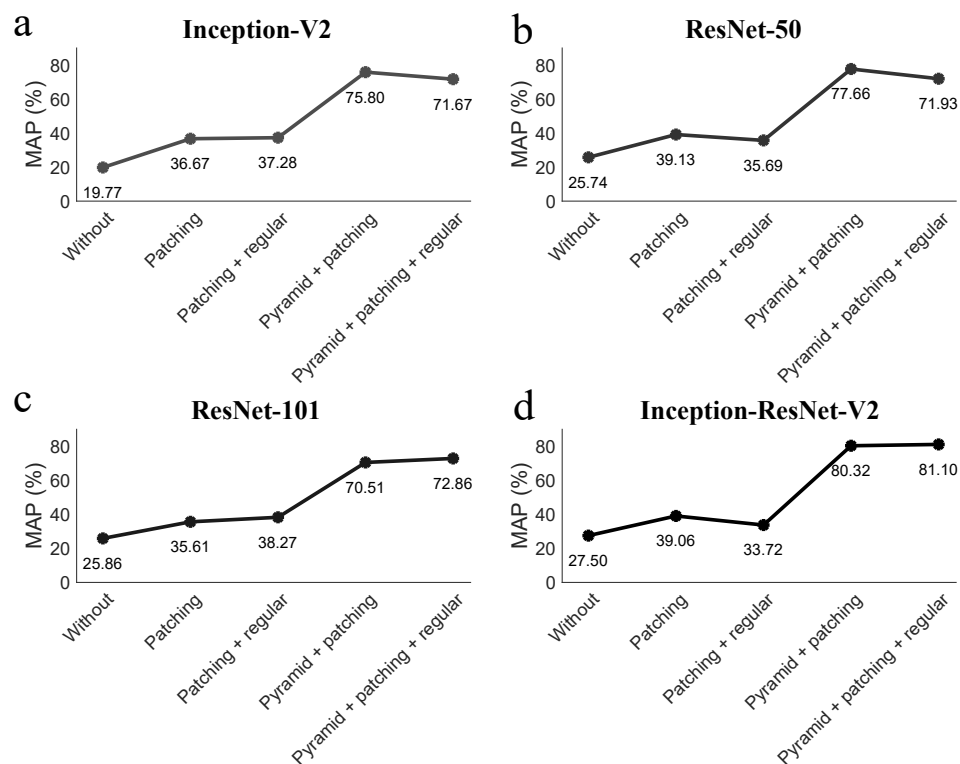 a
Inception-V2
MAP (%)
80
60
40
20
0
19.77
36.67
37.28
75.80
71.67
Without
Patching
Patching + regular
Pyramid + patching
Pyramid + patching + regular
b
ResNet-50
MAP (%)
80
60
40
20
0
25.74
39.13
35.69
77.66
71.93
Without
Patching
Patching + regular
Pyramid + patching
Pyramid + patching + regular
c
ResNet-101
MAP (%)
80
60
40
20
0
25.86
35.61
38.27
70.51
72.86
Without
Patching
Patching + regular
Pyramid + patching
Pyramid + patching + regular
d
Inception-ResNet-V2
MAP (%)
80
60
40
20
0
27.50
39.06
33.72
80.32
81.10
Without
Patching
Patching + regular
Pyramid + patching
Pyramid + patching + regular